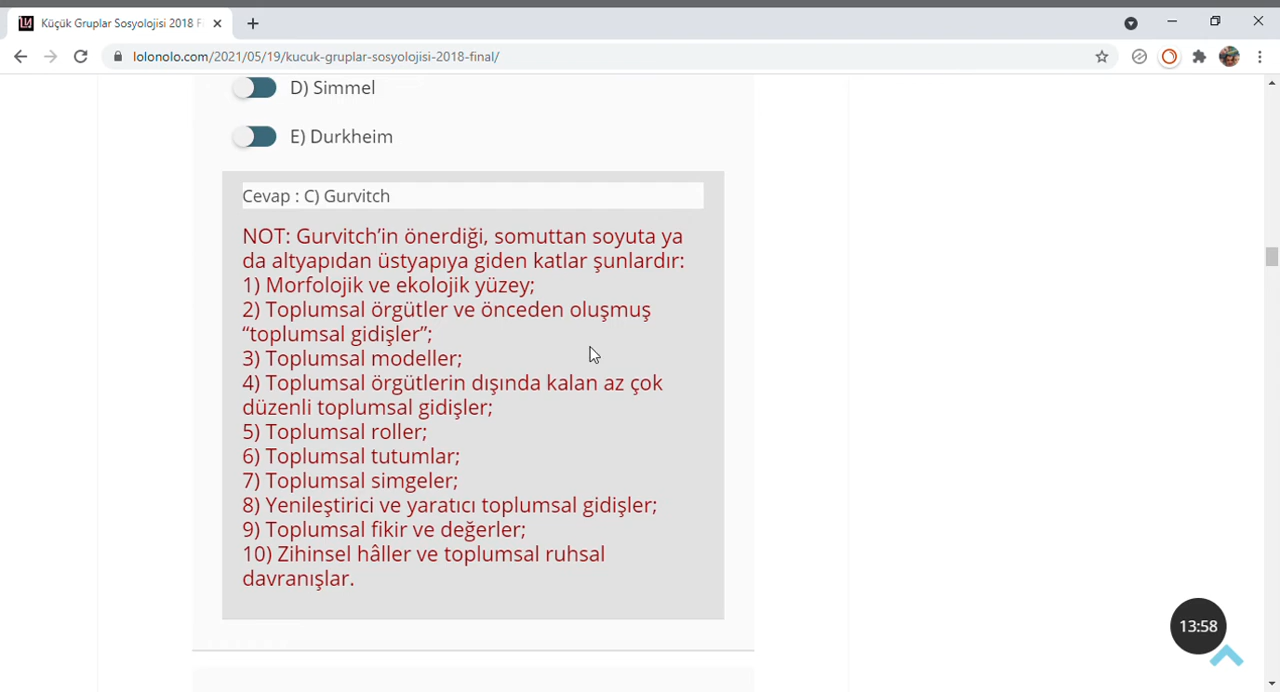 Küçük Gruplar Sosyolojisi 2018 F
lolonolo.com/2021/05/19/kucuk-gruplar-sosyolojisi-2018-final/
D) Simmel
E) Durkheim
Cevap : C) Gurvitch
NOT: Gurvitch’in önerdiği, somuttan soyuta ya
da altyapıdan üstyapıya giden katlar şunlardır:
1) Morfolojik ve ekolojik yüzey;
2) Toplumsal örgütler ve önceden oluşmuş
“toplumsal gidişler”;
3) Toplumsal modeller;
4) Toplumsal örgütlerin dışında kalan az çok
düzenli toplumsal gidişler;
5) Toplumsal roller;
6) Toplumsal tutumlar;
7) Toplumsal simgeler;
8) Yenileştirici ve yaratıcı toplumsal gidişler;
9) Toplumsal fikir ve değerler;
10) Zihinsel hâller ve toplumsal ruhsal
davranışlar.
13:58